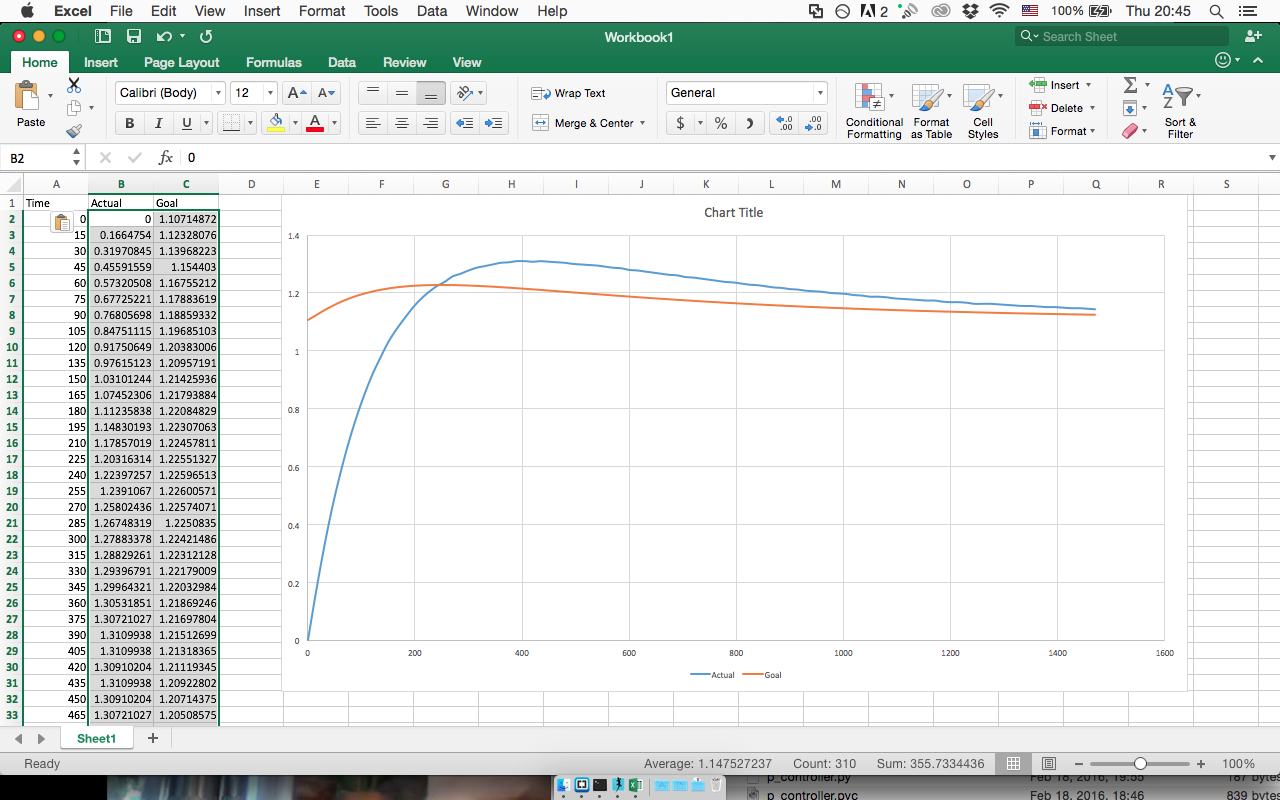 Excel File Edit View Insert Format Tools Data Window Help 2 100% Thu 20:45
Workbook1
Search Sheet
Home Insert Page Layout Formulas Data Review View
Paste
Calibri (Body) 12 A A
B I U A
Wrap Text
Merge & Center
General
$ % .0 .00 .00 .0
Conditional Formatting
Format as Table
Cell Styles
Insert
Delete
Format
Sort & Filter
B2 fx 0
A B C D E F G H I J K L M N O P Q R S
1 Time Actual Goal
2 0 0 1.10714872
3 15 0.1664754 1.12328076
4 30 0.31970845 1.13968223
5 45 0.45591559 1.154403
6 60 0.57320508 1.16755212
7 75 0.67725221 1.17883619
8 90 0.76805698 1.18859332
9 105 0.84751115 1.19685103
10 120 0.91750649 1.20383006
11 135 0.97615123 1.20957191
12 150 1.03101244 1.21425936
13 165 1.07452306 1.21793884
14 180 1.11235838 1.22084829
15 195 1.14830193 1.22307063
16 210 1.17857019 1.22457811
17 225 1.20316314 1.22551327
18 240 1.22397257 1.22596513
19 255 1.2391067 1.22600571
20 270 1.25802436 1.22574071
21 285 1.26748319 1.2250835
22 300 1.27883378 1.22421486
23 315 1.28829261 1.22312128
24 330 1.29396791 1.22179009
25 345 1.29964321 1.22032984
26 360 1.30531851 1.21869246
27 375 1.30721027 1.21697804
28 390 1.3109938 1.21512699
29 405 1.3109938 1.21318365
30 420 1.30910204 1.21119345
31 435 1.3109938 1.20922802
32 450 1.30910204 1.20714375
33 465 1.30721027 1.20508575
Chart Title
1.4
1.2
1
0.8
0.6
0.4
0.2
0
0 200 400 600 800 1000 1200 1400 1600
Actual Goal
Sheet1
Ready Average: 1.147527237 Count: 310 Sum: 355.7334436 100%
p_controller.py Feb 18, 2016, 19:55 787 bytes
p_controller.pyc Feb 18, 2016, 18:46 839 bytes